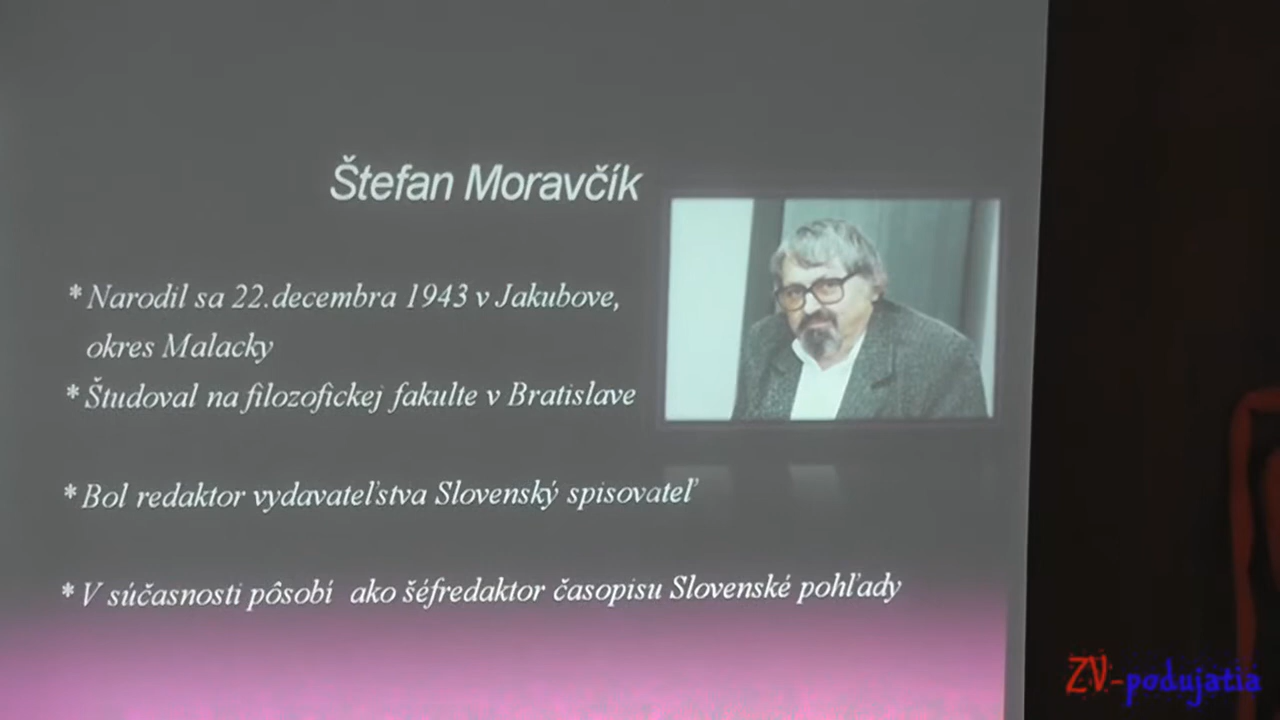 Štefan Moravčík
* Narodil sa 22.decembra 1943 v Jakubove,
okres Malacky
* Študoval na filozofickej fakulte v Bratislave
* Bol redaktor vydavateľstva Slovenský spisovateľ
* V súčasnosti pôsobí ako šéfredaktor časopisu Slovenské pohľady
ZV-podujatia